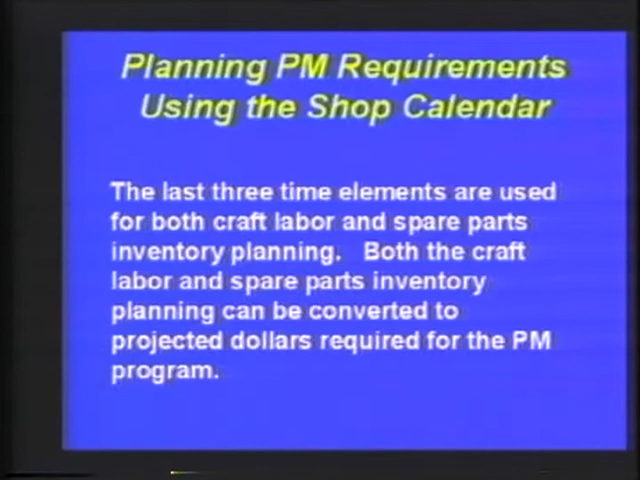 Planning PM Requirements
Using the Shop Calendar
The last three time elements are used
for both craft labor and spare parts
inventory planning.   Both the craft
labor and spare parts inventory
planning can be converted to
projected dollars required for the PM
program.